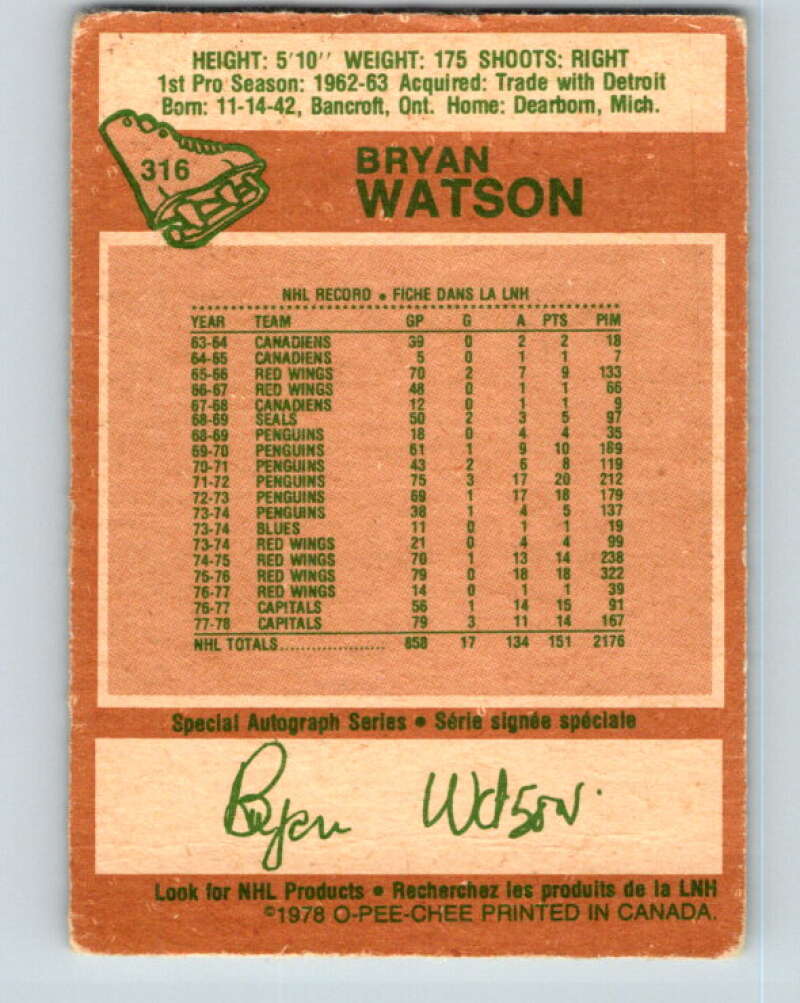 HEIGHT: 5'10'' WEIGHT: 175 SHOOTS: RIGHT
1st Pro Season: 1962-63 Acquired: Trade with Detroit
Born: 11-14-42, Bancroft, Ont. Home: Dearborn, Mich.
316
BRYAN
WATSON
NHL RECORD • FICHE DANS LA LNH
YEAR TEAM GP G A PTS PIM
63-64 CANADIENS 39 0 2 2 18
64-65 CANADIENS 5 0 1 1 7
65-66 RED WINGS 70 2 7 9 133
66-67 RED WINGS 48 0 1 1 66
67-68 CANADIENS 12 0 1 1 9
68-69 SEALS 50 2 3 5 97
68-69 PENGUINS 18 0 4 4 35
69-70 PENGUINS 61 1 9 10 189
70-71 PENGUINS 43 2 6 8 119
71-72 PENGUINS 75 3 17 20 212
72-73 PENGUINS 69 1 17 18 179
73-74 PENGUINS 38 1 4 5 137
73-74 BLUES 11 0 1 1 19
73-74 RED WINGS 21 0 4 4 99
74-75 RED WINGS 70 1 13 14 238
75-76 RED WINGS 79 0 18 18 322
76-77 RED WINGS 14 0 1 1 39
76-77 CAPITALS 56 1 14 15 91
77-78 CAPITALS 79 3 11 14 167
NHL TOTALS..................... 858 17 134 151 2176
Special Autograph Series • Série signée spéciale
Bryan Watson
Look for NHL Products • Recherchez les produits de la LNH
©1978 O-PEE-CHEE PRINTED IN CANADA.